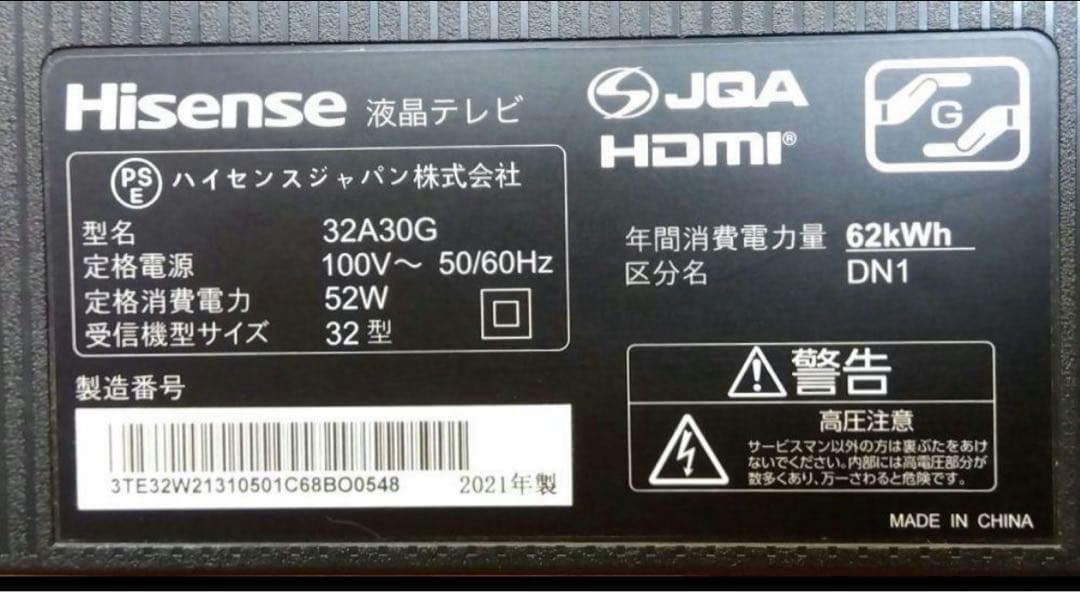 Hisense 液晶テレビ
PS
E
ハイセンスジャパン株式会社
型名 32A30G
定格電源 100V～ 50/60Hz
定格消費電力 52W
受信機型サイズ 32型
製造番号
3TE32W21310501C68BO0548 2021年製
JQA
HDMI®
G
年間消費電力量 62kWh
区分名 DN1
警告
高圧注意
サービスマン以外の方は裏ぶたをあけ
ないでください。内部には高電圧部分が
数多くあり、万一さわると危険です。
MADE IN CHINA